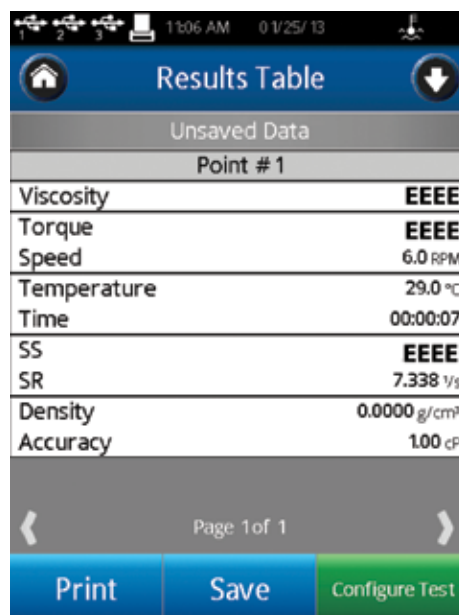 1 2 3 11:06 AM 01/25/13
Results Table
Unsaved Data
Point # 1
Viscosity EEEE
Torque EEEE
Speed 6.0 RPM
Temperature 29.0 °C
Time 00:00:07
SS EEEE
SR 7.338 1/s
Density 0.0000 g/cm³
Accuracy 1.00 cP
Page 1of 1
Print Save Configure Test